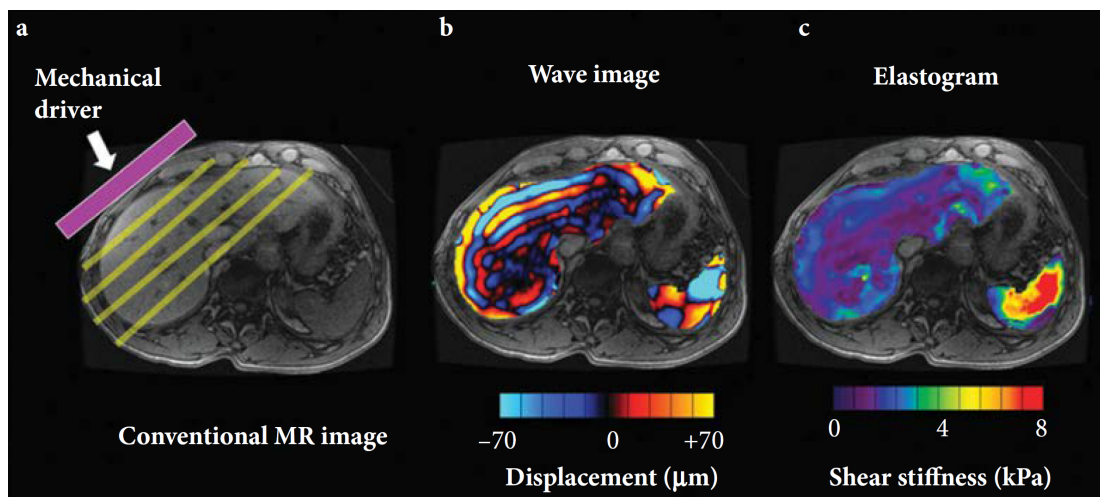 a
Mechanical
driver
Conventional MR image
b
Wave image
–70 0 +70
Displacement (μm)
c
Elastogram
0 4 8
Shear stiffness (kPa)